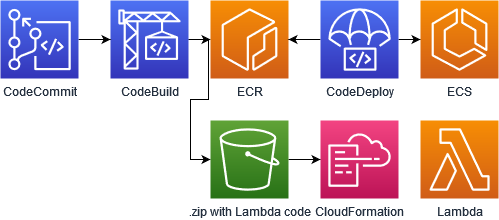 CodeCommit
CodeBuild
ECR
CodeDeploy
ECS
.zip with Lambda code
CloudFormation
Lambda